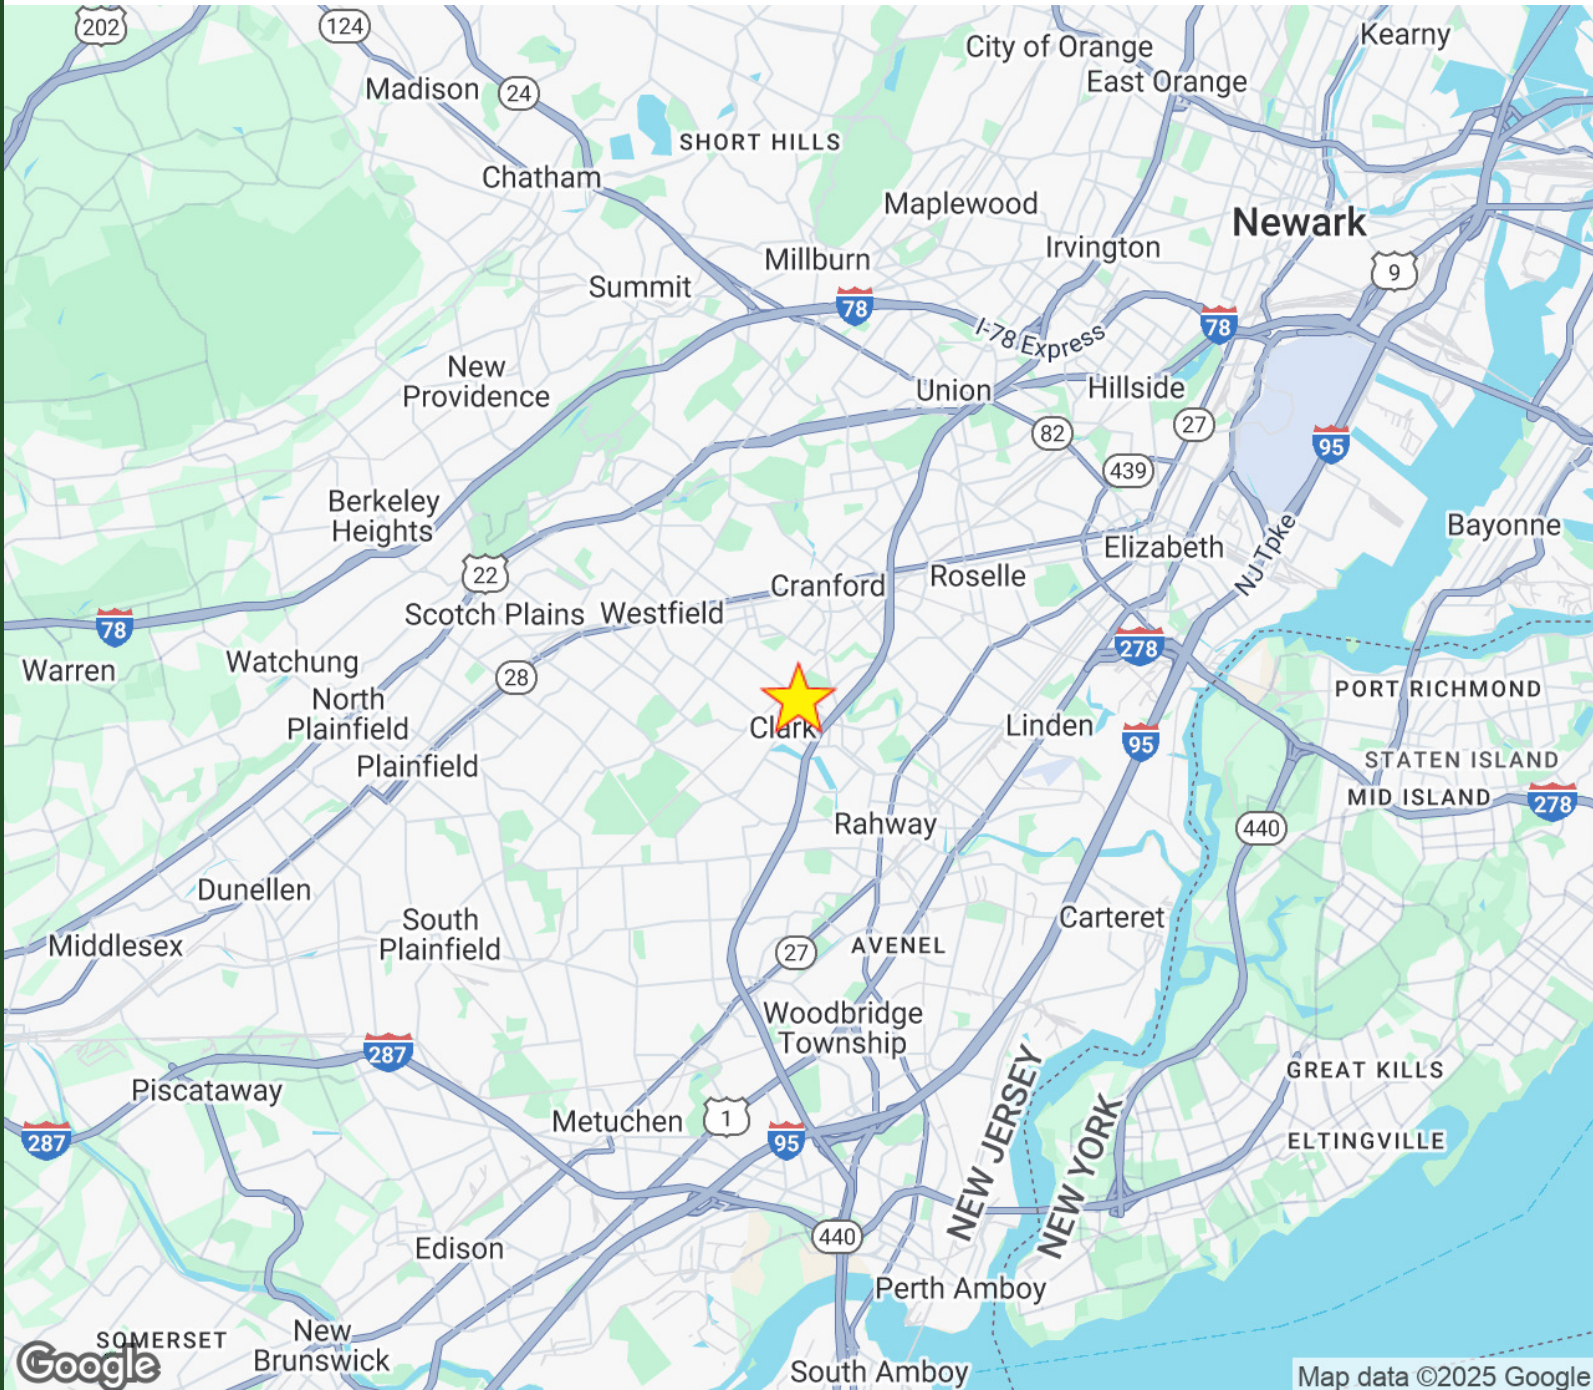 202
124
Kearny
City of Orange
East Orange
Madison
24
SHORT HILLS
Chatham
Maplewood
Newark
Irvington
Millburn
9
Summit
78
78
I-78 Express
New
Providence
Union
Hillside
82
27
95
439
Berkeley
Heights
Bayonne
Elizabeth
NJ Tpke
22
Cranford
Roselle
Scotch Plains
Westfield
78
278
Warren
Watchung
28
North
Plainfield
PORT RICHMOND
Clark
Linden
95
Plainfield
STATEN ISLAND
MID ISLAND
278
Rahway
440
Dunellen
South
Plainfield
Carteret
Middlesex
27
AVENEL
Woodbridge
Township
287
Piscataway
GREAT KILLS
Metuchen
1
287
95
NEW JERSEY
NEW YORK
ELTINGVILLE
Edison
440
Perth Amboy
SOMERSET
New
Brunswick
Google
South Amboy
Map data ©2025 Google